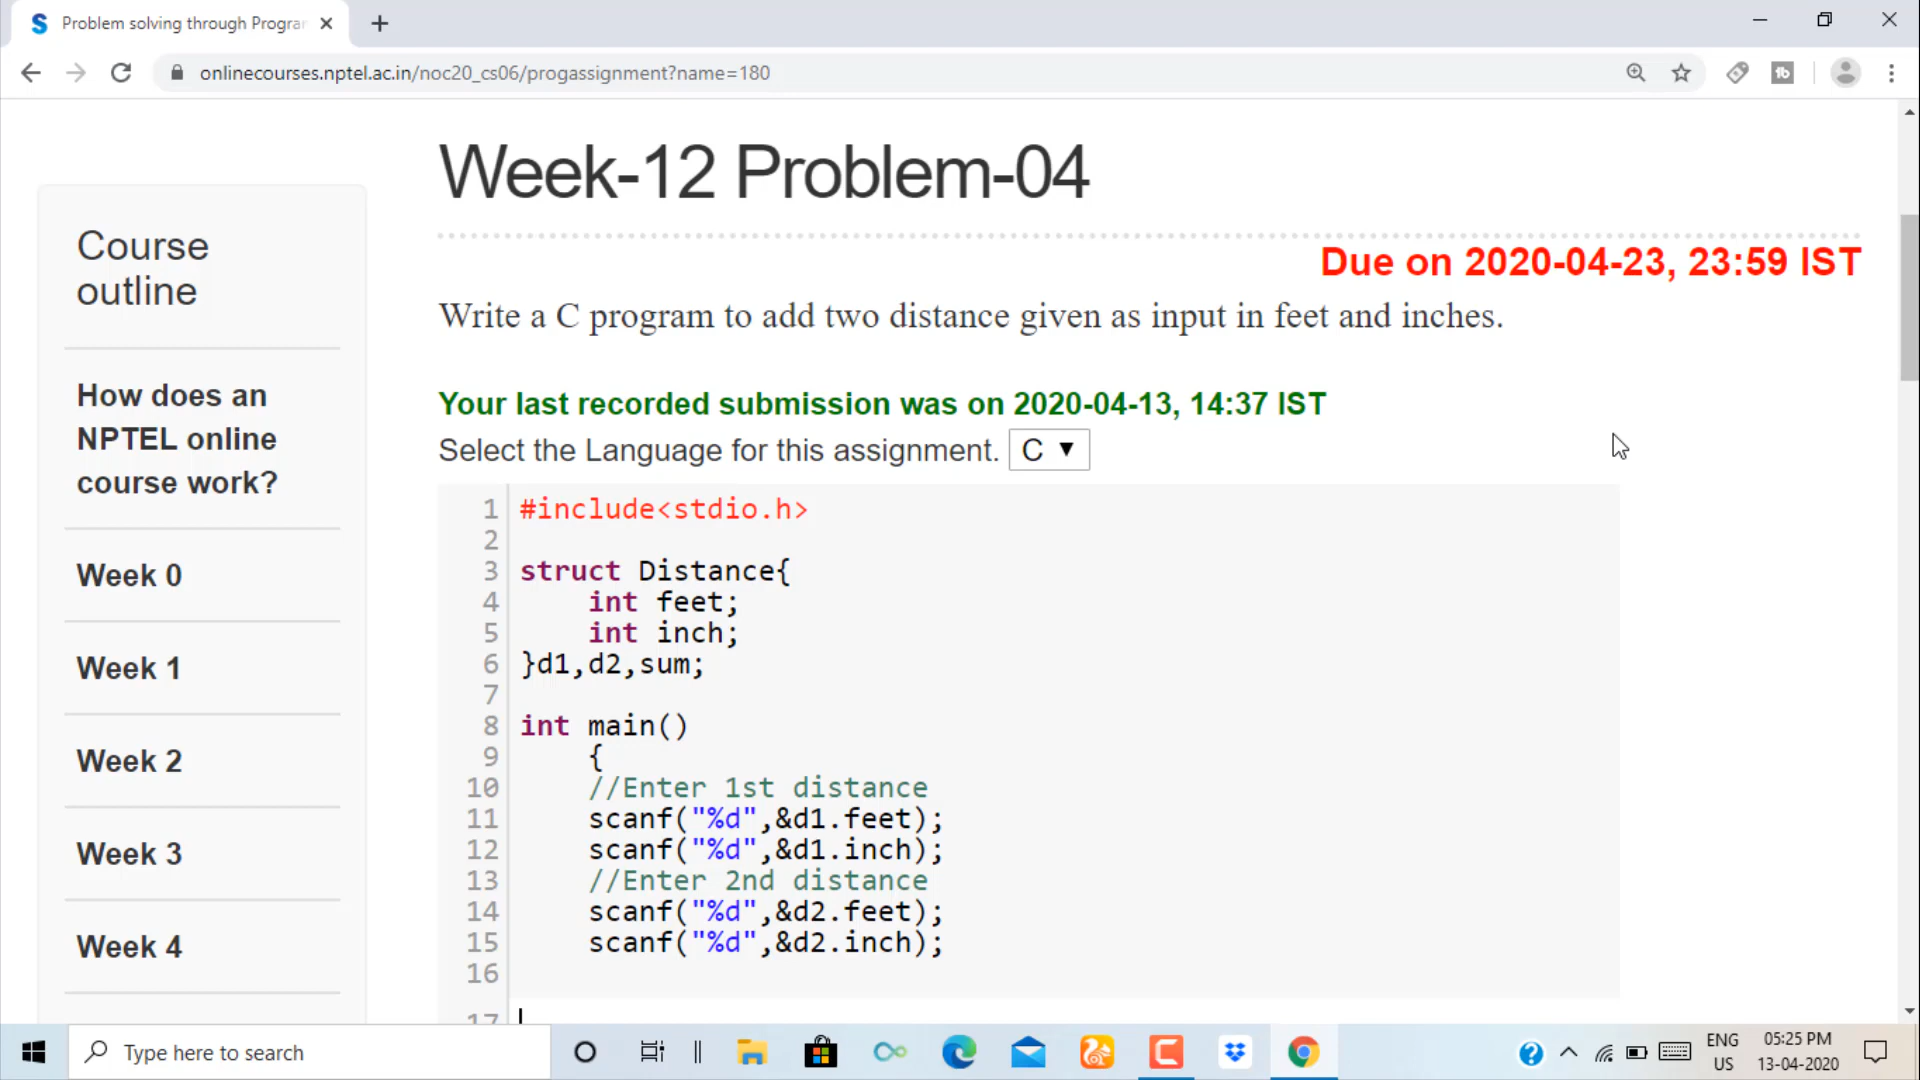 Problem solving through Progra
onlinecourses.nptel.ac.in/noc20_cs06/progassignment?name=180
Week-12 Problem-04
Due on 2020-04-23, 23:59 IST
Write a C program to add two distance given as input in feet and inches.
Your last recorded submission was on 2020-04-13, 14:37 IST
Select the Language for this assignment. C
Course
outline
How does an
NPTEL online
course work?
Week 0
Week 1
Week 2
Week 3
Week 4
1 #include<stdio.h>
2
3 struct Distance{
4 int feet;
5 int inch;
6 }d1,d2,sum;
7
8 int main()
9 {
10 //Enter 1st distance
11 scanf("%d",&d1.feet);
12 scanf("%d",&d1.inch);
13 //Enter 2nd distance
14 scanf("%d",&d2.feet);
15 scanf("%d",&d2.inch);
16
17
Type here to search
ENG
US
05:25 PM
13-04-2020